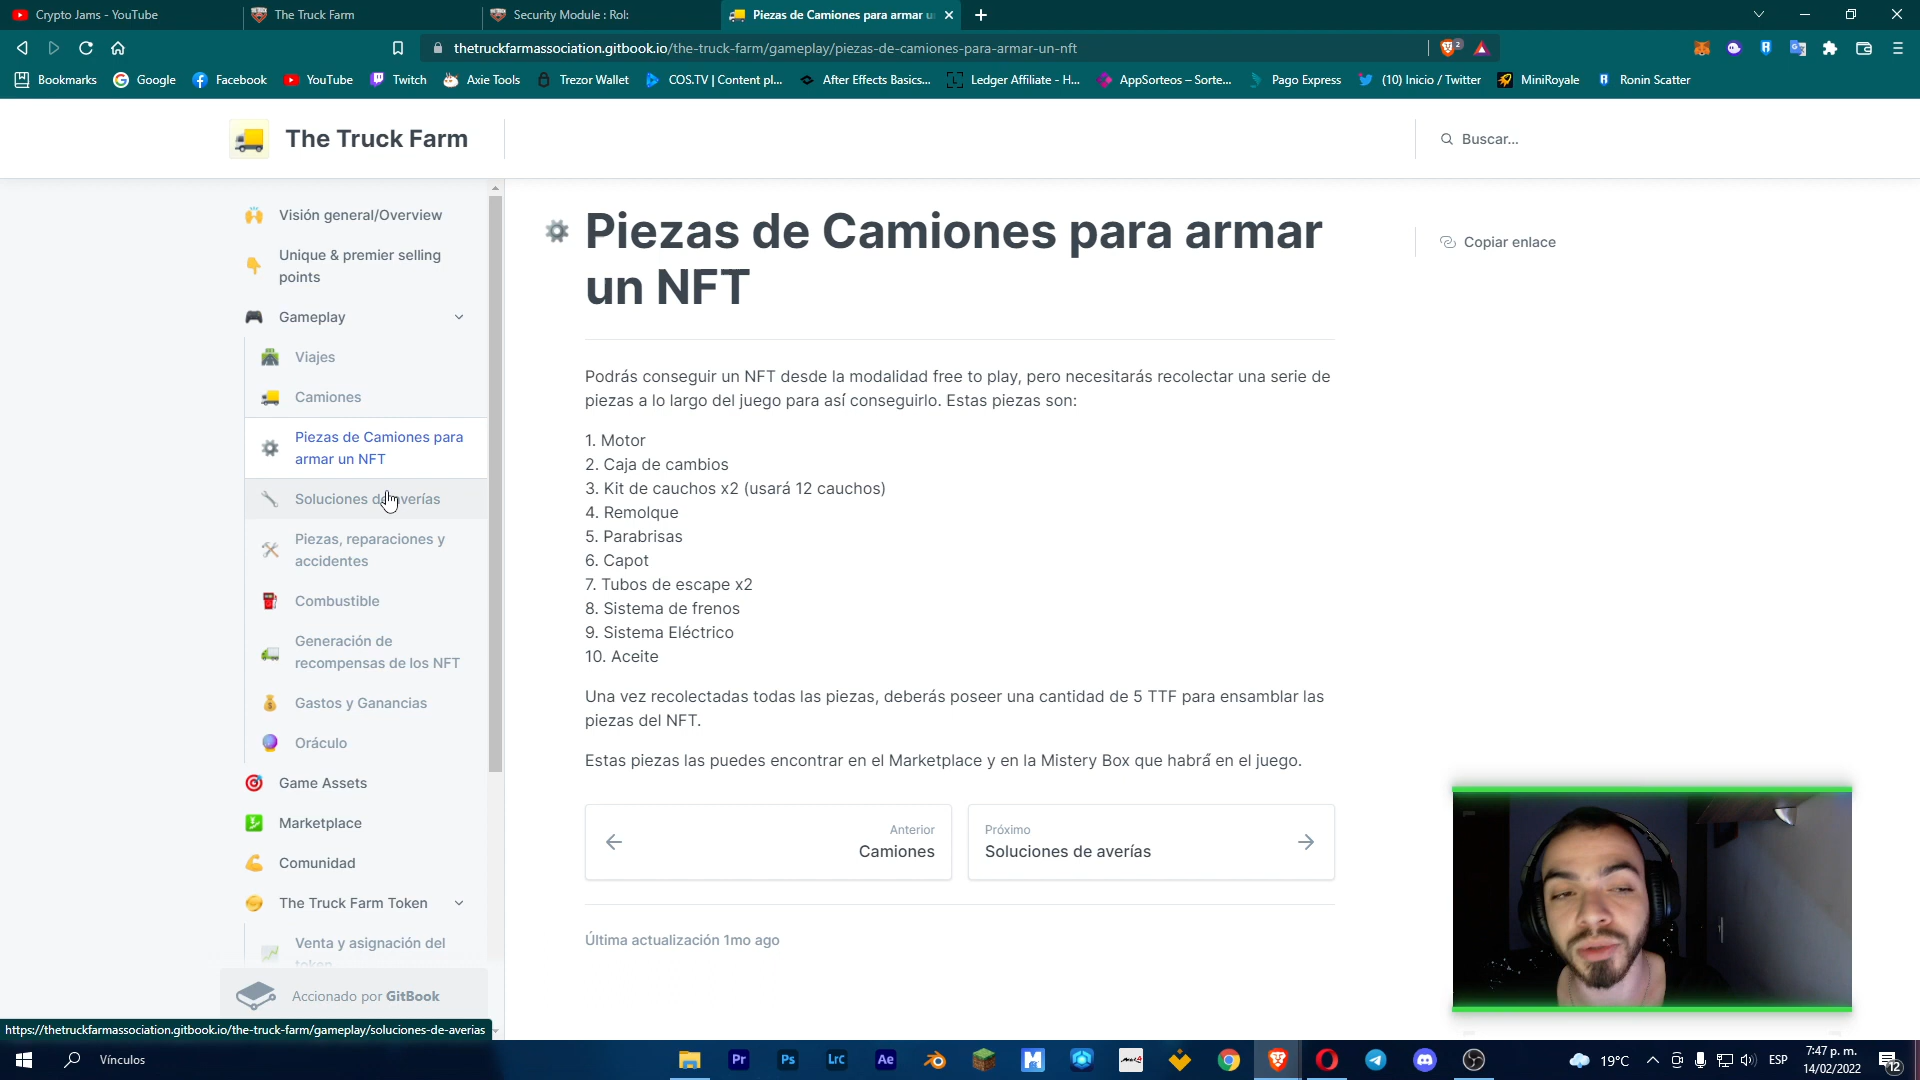 Crypto Jams - YouTube
The Truck Farm
Security Module : Rol:
Piezas de Camiones para armar u
thetruckfarmassociation.gitbook.io/the-truck-farm/gameplay/piezas-de-camiones-para-armar-un-nft
2
Bookmarks
Google
Facebook
YouTube
Twitch
Axie Tools
Trezor Wallet
COS.TV | Content pl...
After Effects Basics...
Ledger Affiliate - H...
AppSorteos – Sorte...
Pago Express
(10) Inicio / Twitter
MiniRoyale
Ronin Scatter
The Truck Farm
Buscar...
Visión general/Overview
Unique & premier selling
points
Gameplay
Viajes
Camiones
Piezas de Camiones para
armar un NFT
Soluciones de averías
Piezas, reparaciones y
accidentes
Combustible
Generación de
recompensas de los NFT
Gastos y Ganancias
Oráculo
Game Assets
Marketplace
Comunidad
The Truck Farm Token
Venta y asignación del
token
Accionado por GitBook
Piezas de Camiones para armar
un NFT
Copiar enlace
Podrás conseguir un NFT desde la modalidad free to play, pero necesitarás recolectar una serie de
piezas a lo largo del juego para así conseguirlo. Estas piezas son:
1. Motor
2. Caja de cambios
3. Kit de cauchos x2 (usará 12 cauchos)
4. Remolque
5. Parabrisas
6. Capot
7. Tubos de escape x2
8. Sistema de frenos
9. Sistema Eléctrico
10. Aceite
Una vez recolectadas todas las piezas, deberás poseer una cantidad de 5 TTF para ensamblar las
piezas del NFT.
Estas piezas las puedes encontrar en el Marketplace y en la Mistery Box que habrá en el juego.
Anterior
Camiones
Próximo
Soluciones de averías
Última actualización 1mo ago
https://thetruckfarmassociation.gitbook.io/the-truck-farm/gameplay/soluciones-de-averias
Vínculos
Pr
Ps
Lrc
Ae
19°C
ESP
7:47 p. m.
14/02/2022
12